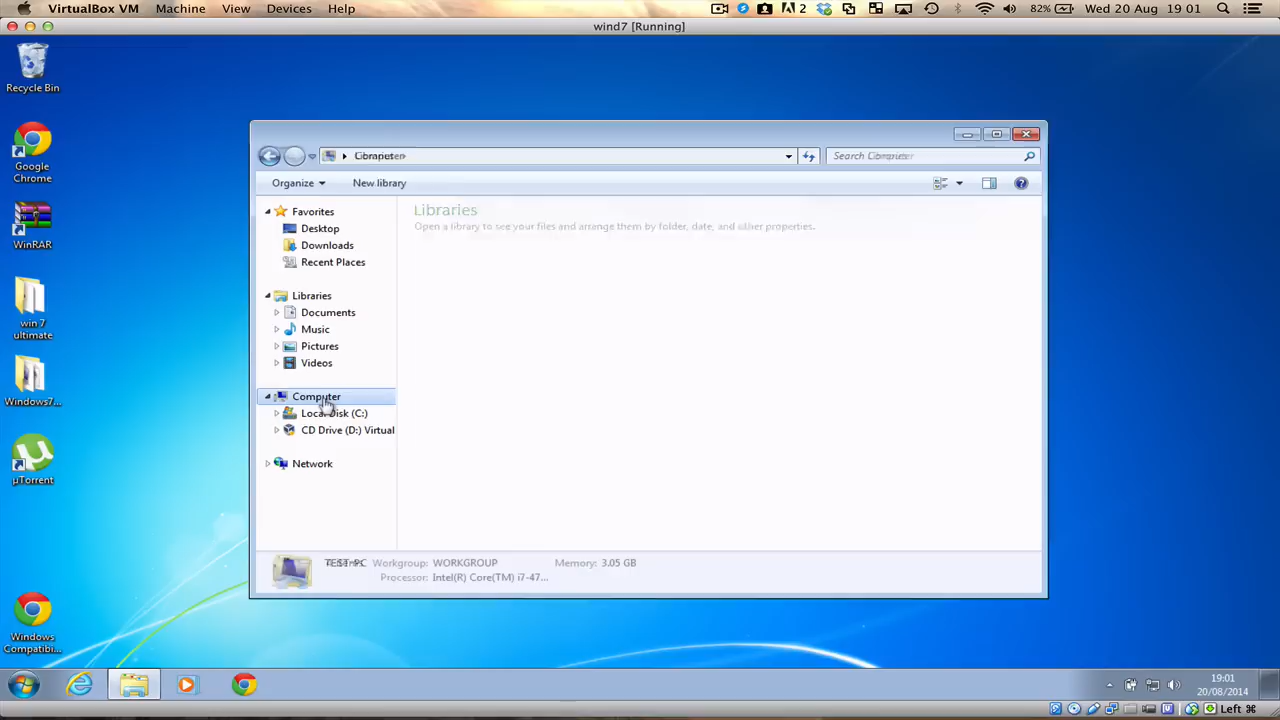 VirtualBox VM Machine View Devices Help 2 82% Wed 20 Aug 19:01
wind7 [Running]
Recycle Bin
Google
Chrome
WinRAR
win 7
ultimate
Windows7...
µTorrent
Windows
Compatibi...
Search
Organize New library
Favorites
Desktop
Downloads
Recent Places
Libraries
Documents
Music
Pictures
Videos
Computer
Local Disk (C:)
CD Drive (D:) Virtual
Network
Libraries
Open a library to see your files and arrange them by folder, date, and other properties.
TEST-PC Workgroup: WORKGROUP Memory: 3.05 GB
Processor: Intel(R) Core(TM) i7-47...
19:01
20/08/2014
Left ⌘